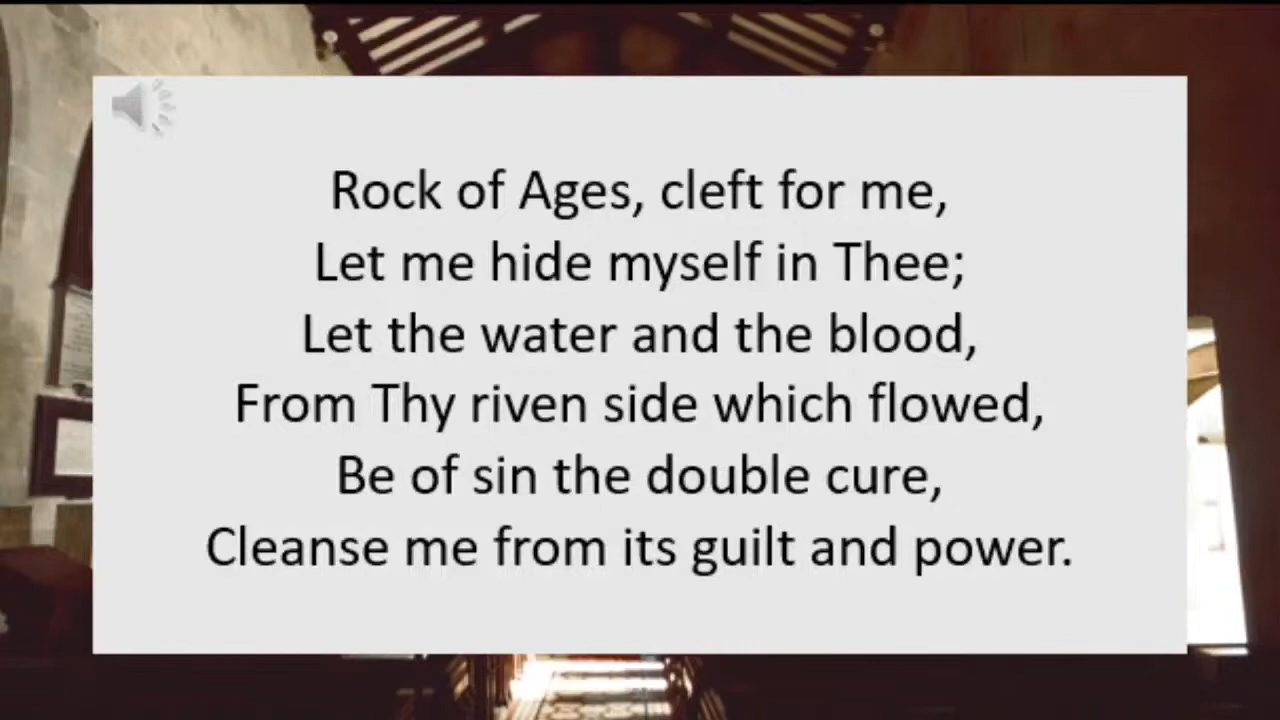 Rock of Ages, cleft for me,
Let me hide myself in Thee;
Let the water and the blood,
From Thy riven side which flowed,
Be of sin the double cure,
Cleanse me from its guilt and power.